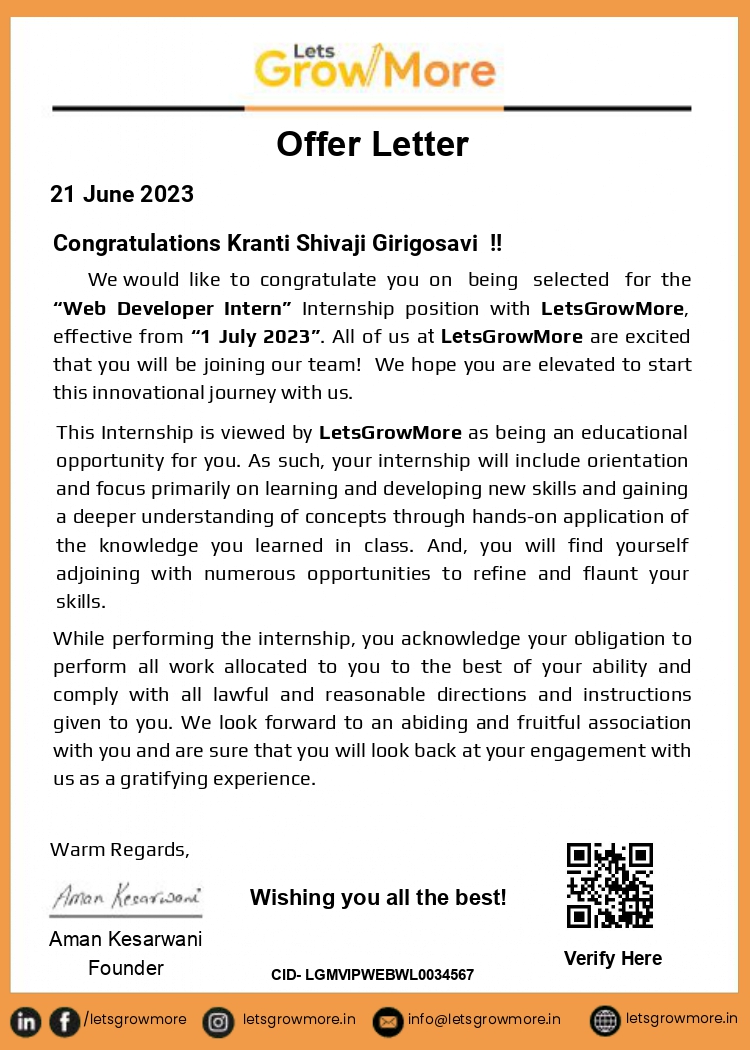 Lets
GrowMore
Offer Letter
21 June 2023
Congratulations Kranti Shivaji Girigosavi !!
We would like to congratulate you on being selected for the
“Web Developer Intern” Internship position with LetsGrowMore,
effective from “1 July 2023”. All of us at LetsGrowMore are excited
that you will be joining our team! We hope you are elevated to start
this innovational journey with us.
This Internship is viewed by LetsGrowMore as being an educational
opportunity for you. As such, your internship will include orientation
and focus primarily on learning and developing new skills and gaining
a deeper understanding of concepts through hands-on application of
the knowledge you learned in class. And, you will find yourself
adjoining with numerous opportunities to refine and flaunt your
skills.
While performing the internship, you acknowledge your obligation to
perform all work allocated to you to the best of your ability and
comply with all lawful and reasonable directions and instructions
given to you. We look forward to an abiding and fruitful association
with you and are sure that you will look back at your engagement with
us as a gratifying experience.
Warm Regards,
Aman Kesarwani
Wishing you all the best!
Aman Kesarwani
Founder
Verify Here
CID- LGMVIPWEBWL0034567
/letsgrowmore letsgrowmore.in info@letsgrowmore.in letsgrowmore.in